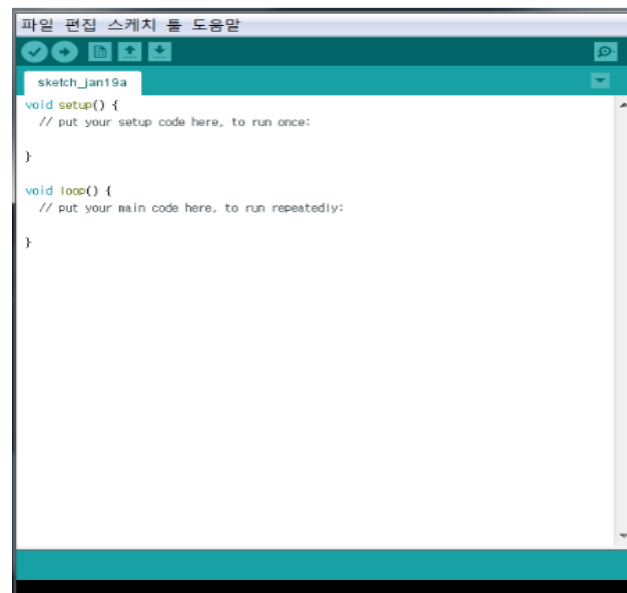 파일 편집 스케치 툴 도움말
sketch_jan19a
void setup() {
// put your setup code here, to run once:
}
void loop() {
// put your main code here, to run repeatedly:
}